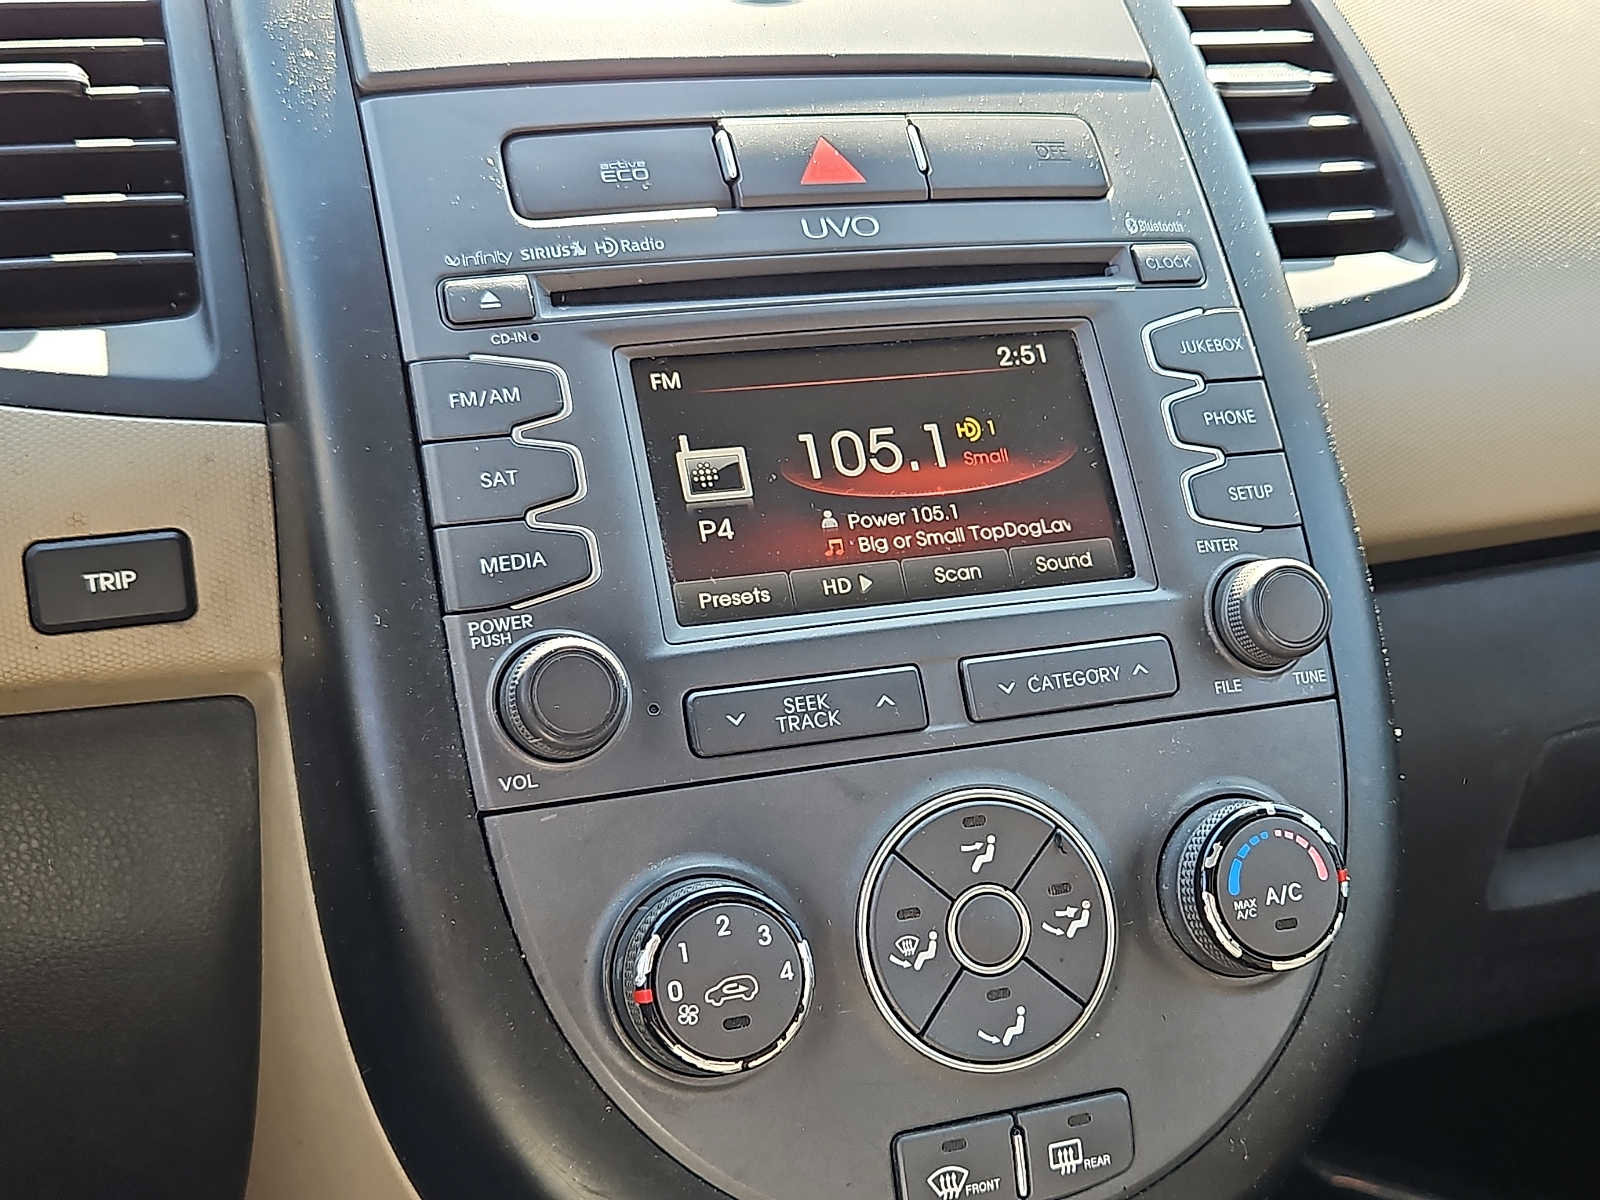 active
ECO
OFF
UVO
Bluetooth
Infinity SIRIUS XM HD Radio
CLOCK
CD-IN
FM/AM
SAT
MEDIA
FM
2:51
105.1 HD 1
Small
P4
Power 105.1
Big or Small TopDogLav
Presets
HD
Scan
Sound
JUKEBOX
PHONE
SETUP
ENTER
TRIP
POWER
PUSH
VOL
SEEK
TRACK
CATEGORY
FILE
TUNE
0 1 2 3 4
MAX
A/C
A/C
FRONT
REAR